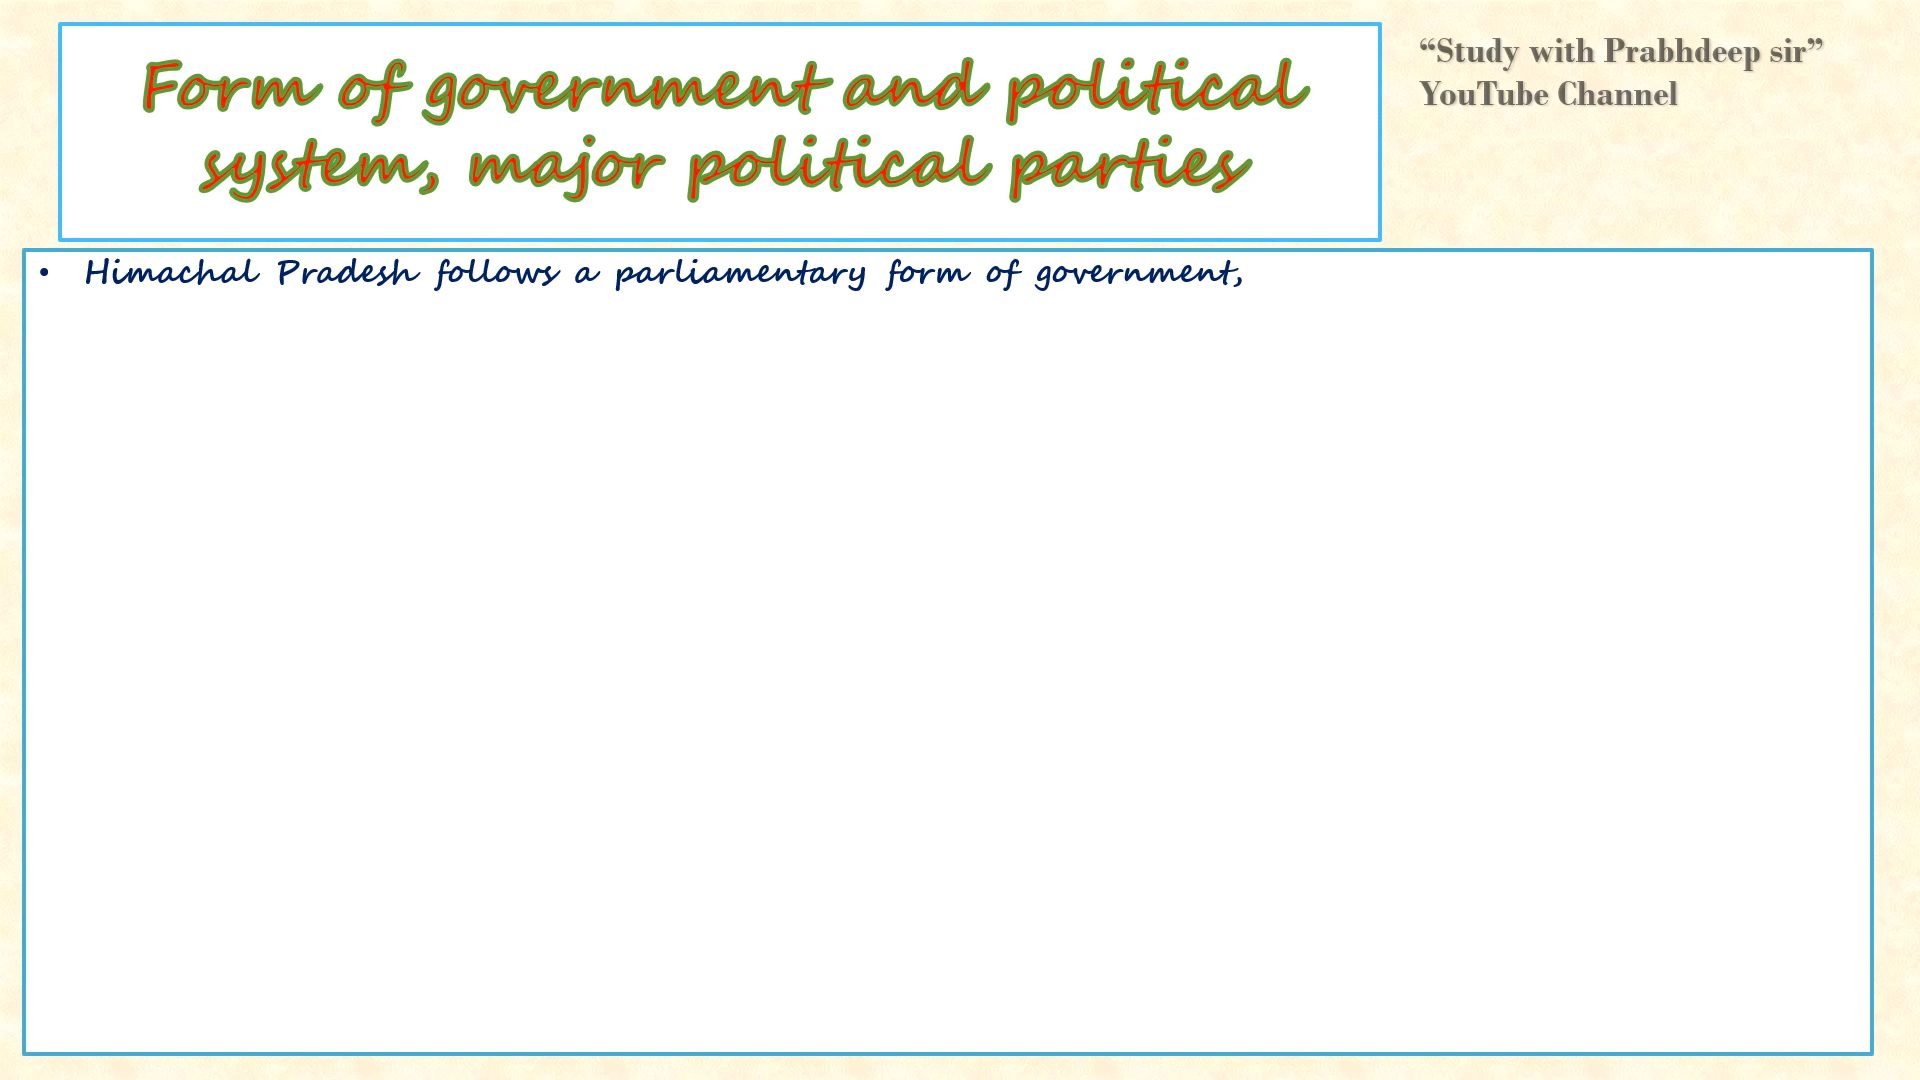 Form of government and political
system, major political parties
“Study with Prabhdeep sir”
YouTube Channel
• Himachal Pradesh follows a parliamentary form of government,